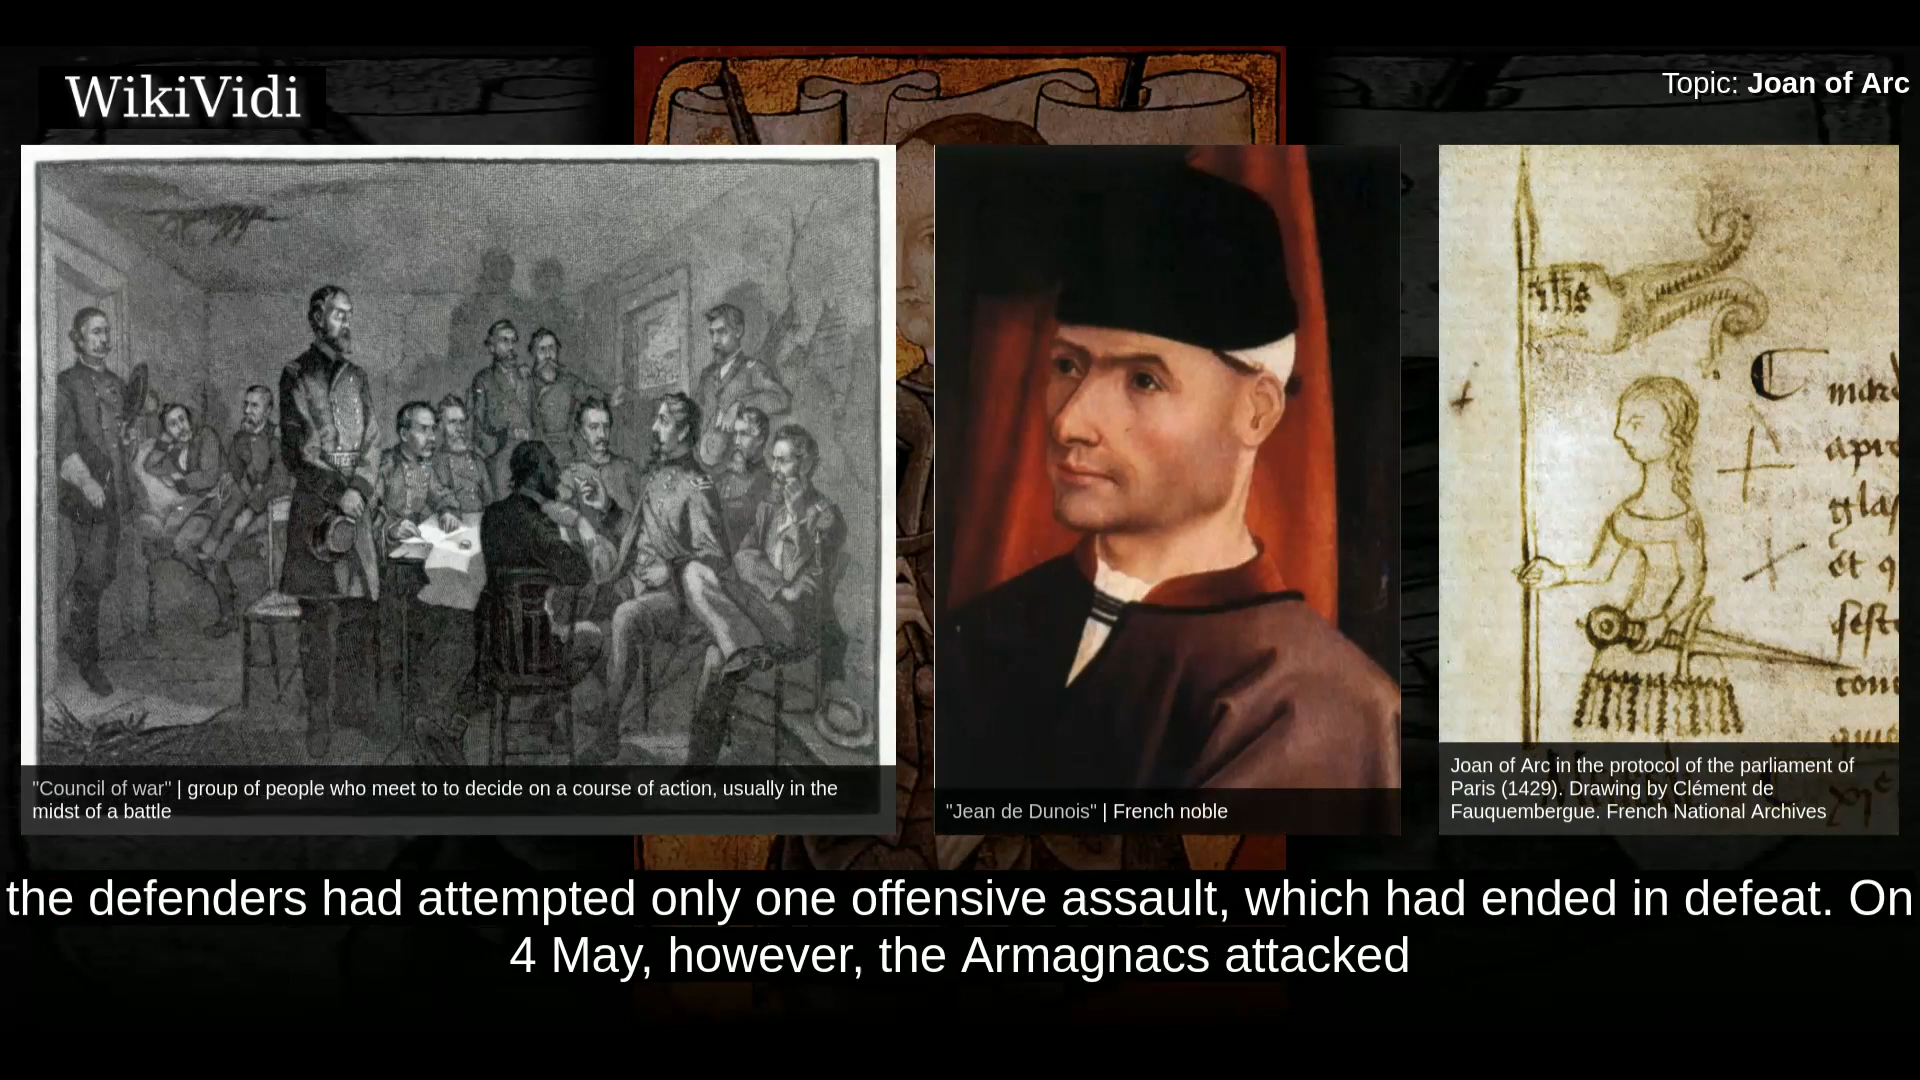 WikiVidi
Topic: Joan of Arc
ihs
"Council of war" | group of people who meet to to decide on a course of action, usually in the
midst of a battle
"Jean de Dunois" | French noble
Joan of Arc in the protocol of the parliament of
Paris (1429). Drawing by Clément de
Fauquembergue. French National Archives
the defenders had attempted only one offensive assault, which had ended in defeat. On
4 May, however, the Armagnacs attacked